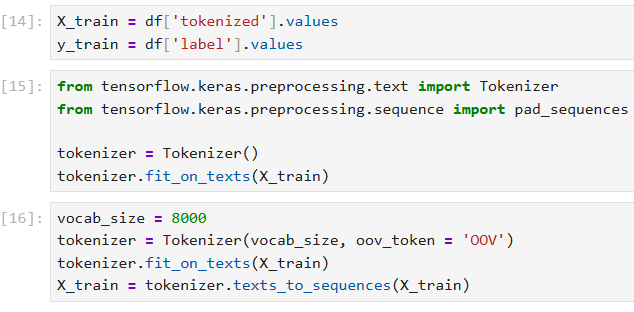 [14]: X_train = df['tokenized'].values
y_train = df['label'].values
[15]: from tensorflow.keras.preprocessing.text import Tokenizer
from tensorflow.keras.preprocessing.sequence import pad_sequences
tokenizer = Tokenizer()
tokenizer.fit_on_texts(X_train)
[16]: vocab_size = 8000
tokenizer = Tokenizer(vocab_size, oov_token = 'OOV')
tokenizer.fit_on_texts(X_train)
X_train = tokenizer.texts_to_sequences(X_train)